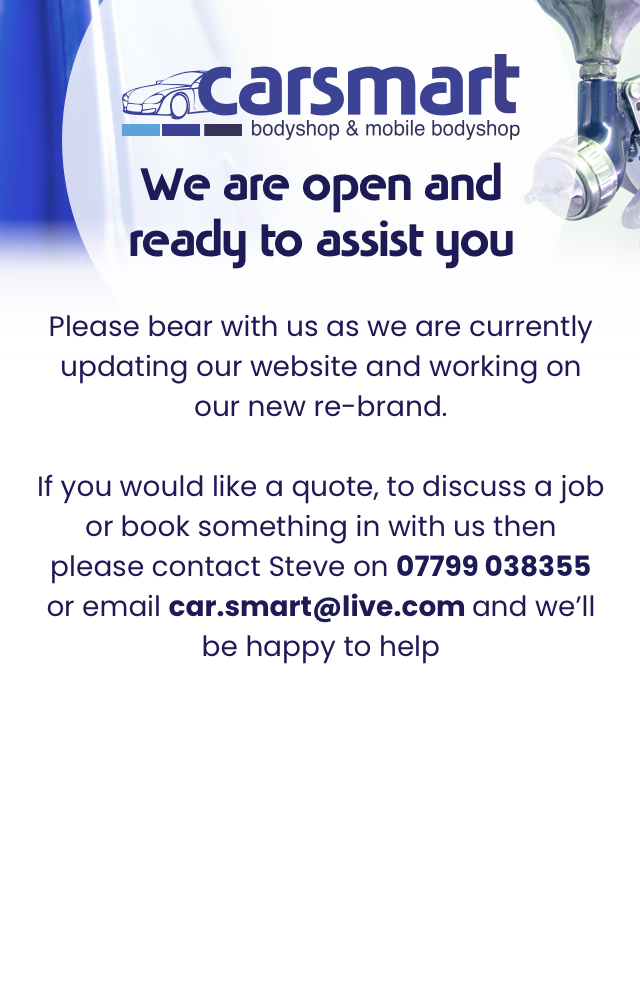 carsmart
bodyshop & mobile bodyshop
We are open and
ready to assist you
Please bear with us as we are currently
updating our website and working on
our new re-brand.
If you would like a quote, to discuss a job
or book something in with us then
please contact Steve on 07799 038355
or email car.smart@live.com and we’ll
be happy to help